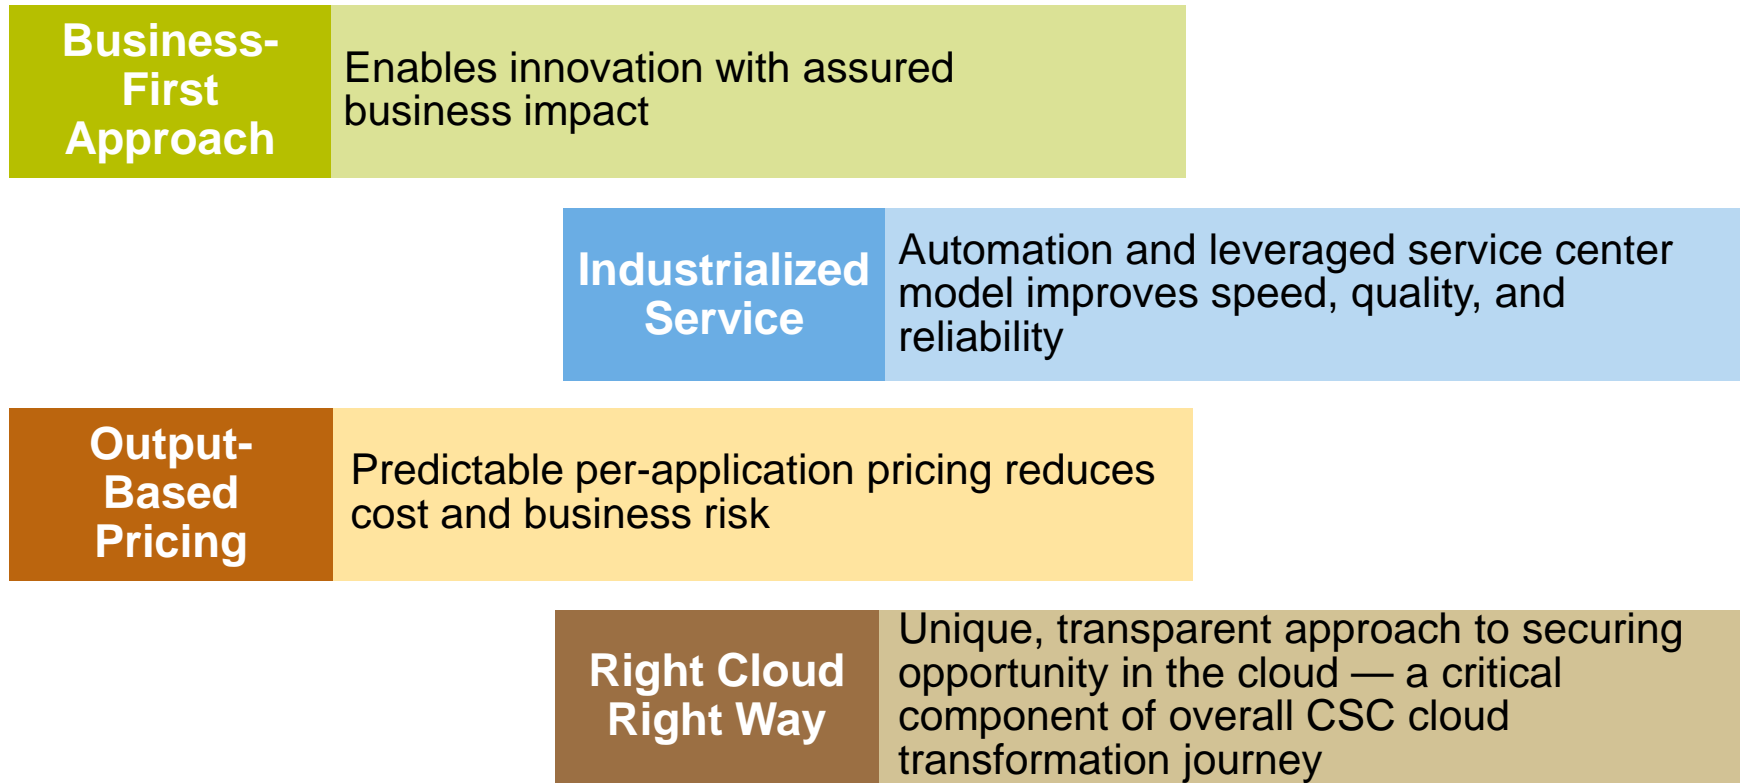 Business-
First
Approach
Enables innovation with assured
business impact
Industrialized
Service
Automation and leveraged service center
model improves speed, quality, and
reliability
Output-
Based
Pricing
Predictable per-application pricing reduces
cost and business risk
Right Cloud
Right Way
Unique, transparent approach to securing
opportunity in the cloud — a critical
component of overall CSC cloud
transformation journey